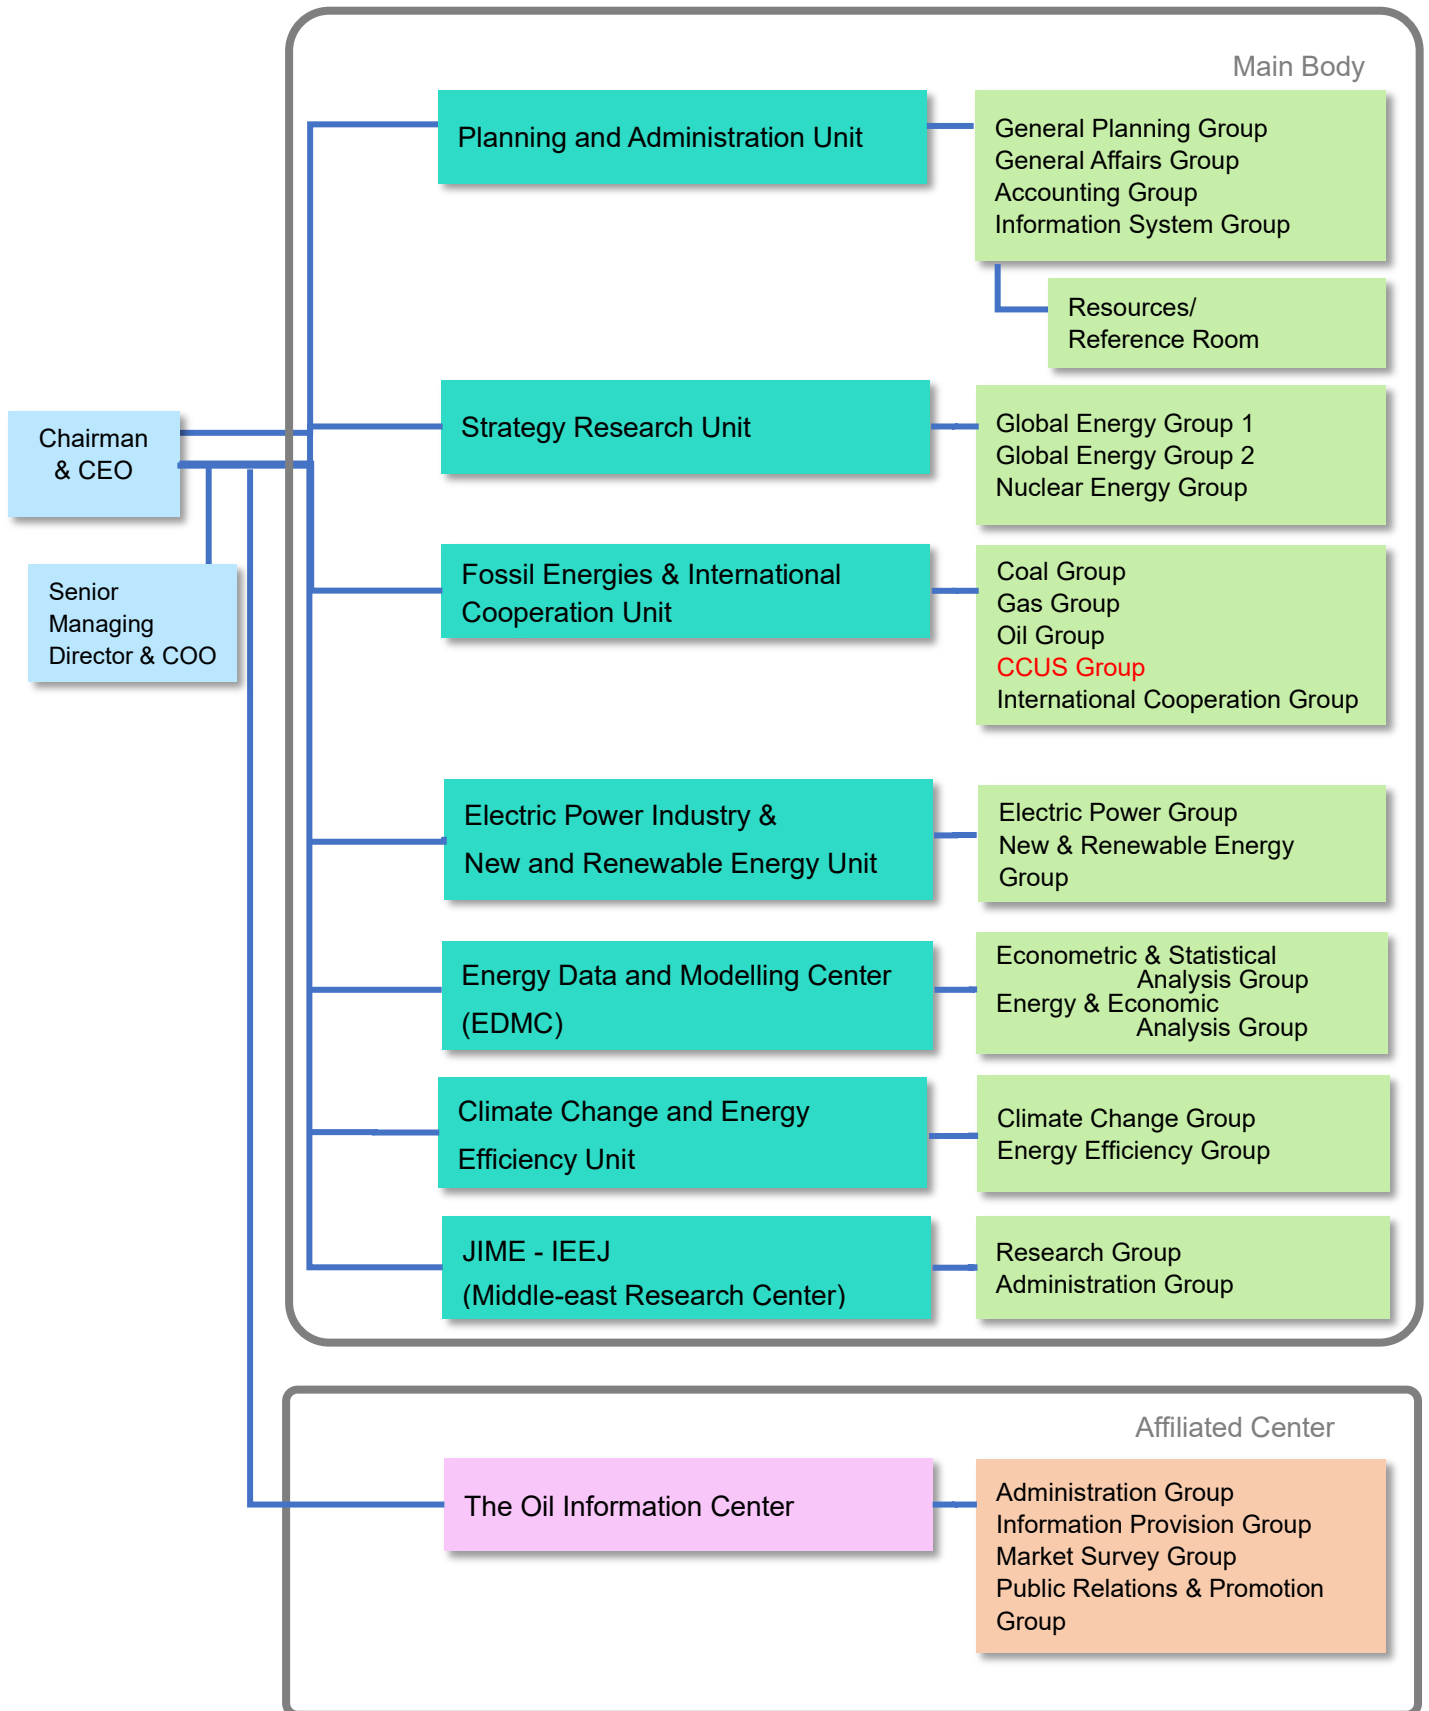 Main Body
Planning and Administration Unit
General Planning Group
General Affairs Group
Accounting Group
Information System Group
Resources/
Reference Room
Chairman
& CEO
Senior
Managing
Director & COO
Strategy Research Unit
Global Energy Group 1
Global Energy Group 2
Nuclear Energy Group
Fossil Energies & International
Cooperation Unit
Coal Group
Gas Group
Oil Group
CCUS Group
International Cooperation Group
Electric Power Industry &
New and Renewable Energy Unit
Electric Power Group
New & Renewable Energy
Group
Energy Data and Modelling Center
(EDMC)
Econometric & Statistical
Analysis Group
Energy & Economic
Analysis Group
Climate Change and Energy
Efficiency Unit
Climate Change Group
Energy Efficiency Group
JIME - IEEJ
(Middle-east Research Center)
Research Group
Administration Group
Affiliated Center
The Oil Information Center
Administration Group
Information Provision Group
Market Survey Group
Public Relations & Promotion
Group